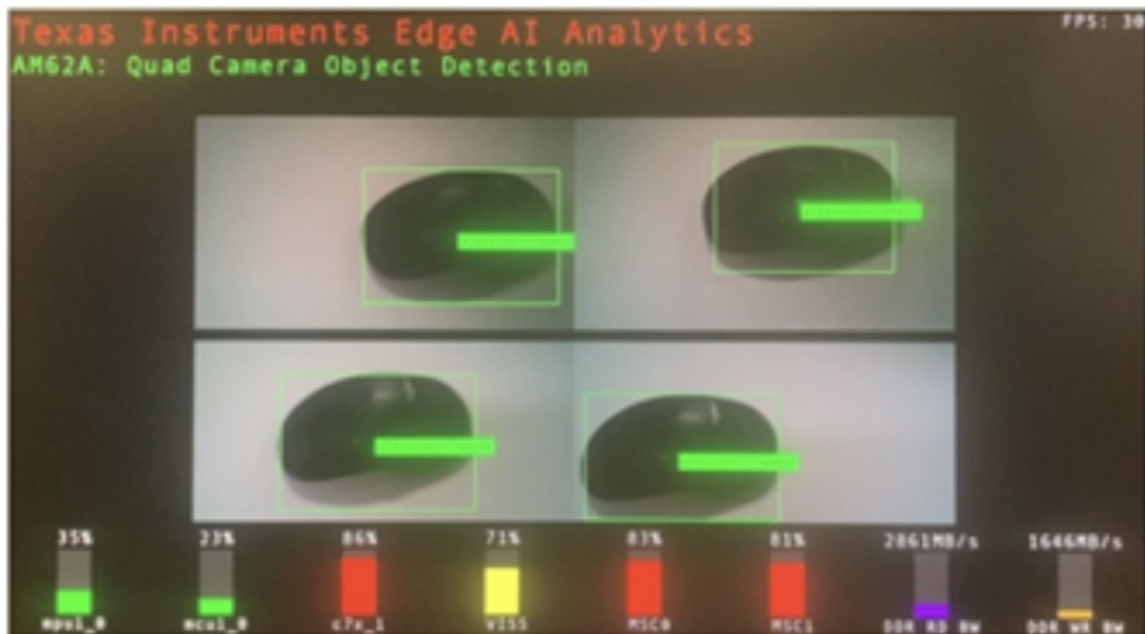 Texas Instruments Edge AI Analytics
FPS: 30
AM62A: Quad Camera Object Detection
35% 23% 86% 71% 83% 81% 2861MB/s 1646MB/s
mpu1_0 mcu1_0 c7x_1 VISS MSC0 MSC1 DDR RD BW DDR WR BW